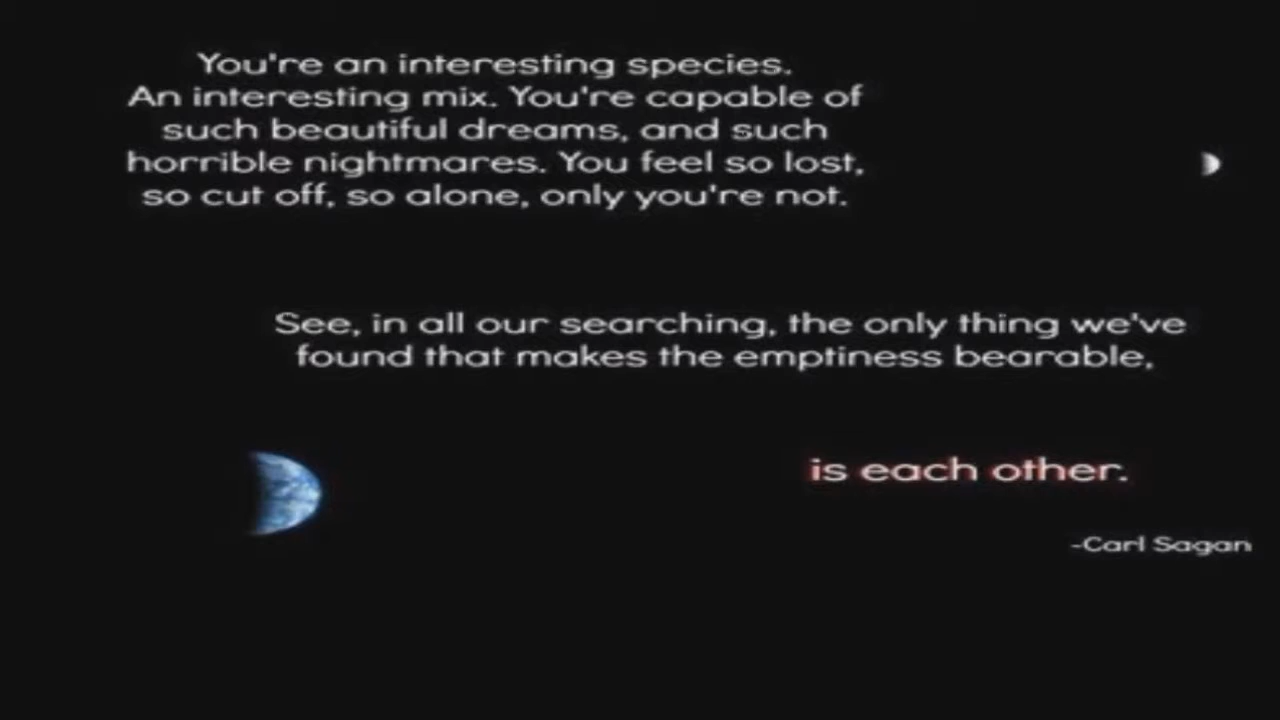 You're an interesting species.
An interesting mix. You're capable of
such beautiful dreams, and such
horrible nightmares. You feel so lost,
so cut off, so alone, only you're not.
See, in all our searching, the only thing we've
found that makes the emptiness bearable,
is each other.
-Carl Sagan